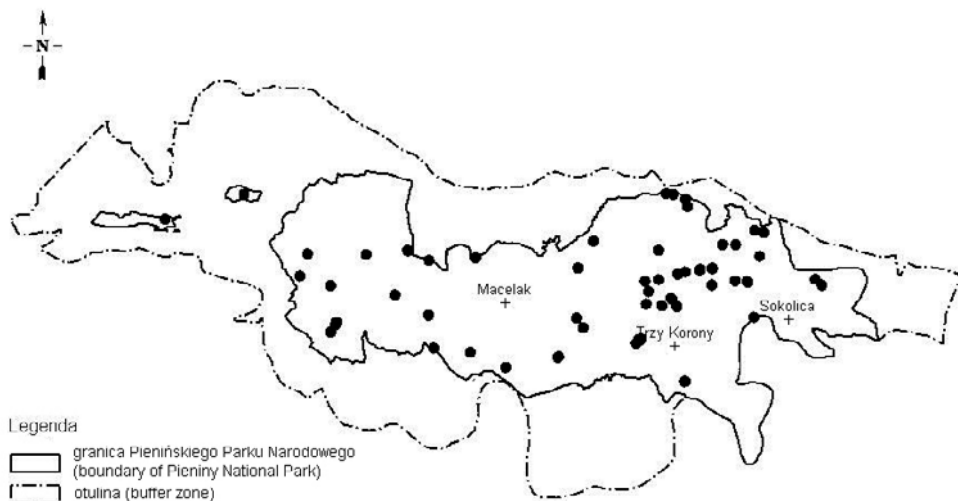 N
Macelak
Sokolica
Trzy Korony
Legenda
granica Pienińskiego Parku Narodowego
(boundary of Pieniny National Park)
otulina (buffer zone)